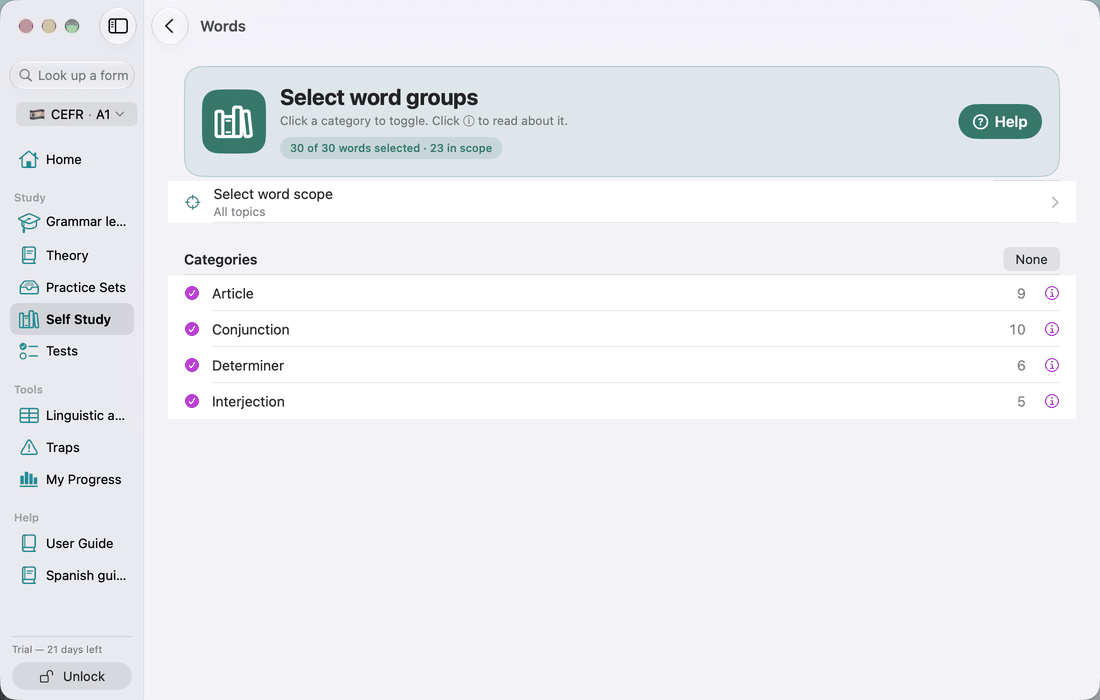 Words
Look up a form
CEFR · A1
Home
Study
Grammar le...
Theory
Practice Sets
Self Study
Tests
Tools
Linguistic a...
Traps
My Progress
Help
User Guide
Spanish gui...
Trial — 21 days left
Unlock
Select word groups
Click a category to toggle. Click ⓘ to read about it.
30 of 30 words selected · 23 in scope
Help
Select word scope
All topics
Categories
None
Article 9
Conjunction 10
Determiner 6
Interjection 5